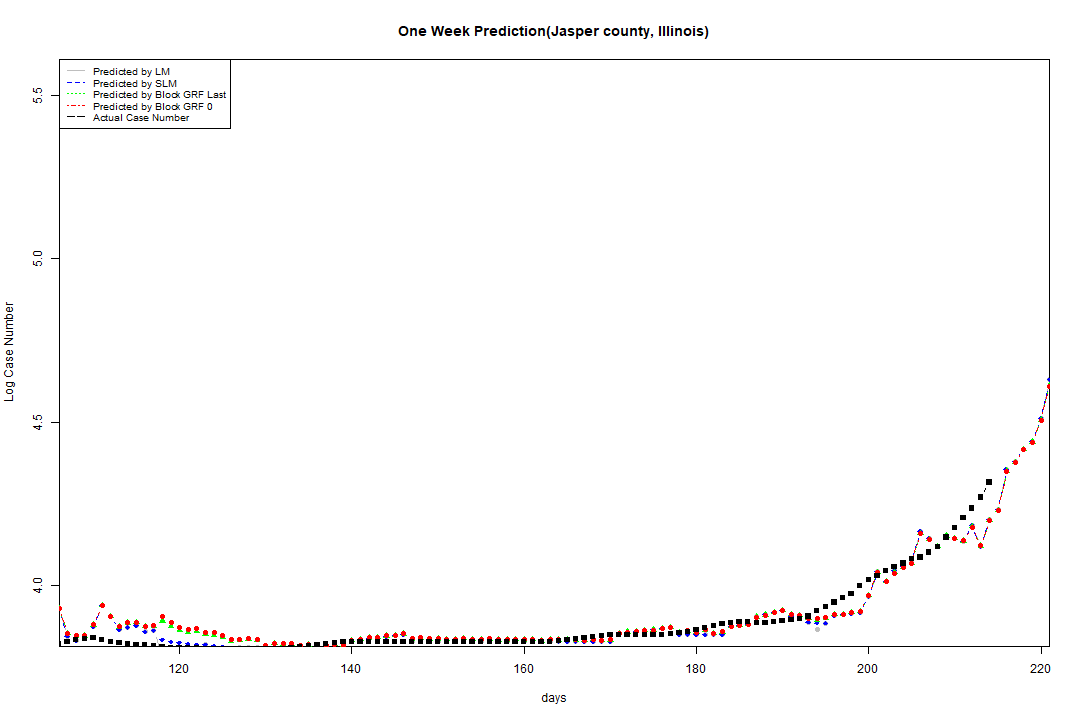 One Week Prediction(Jasper county, Illinois)
Predicted by LM
Predicted by SLM
Predicted by Block GRF Last
Predicted by Block GRF 0
Actual Case Number
5.5
5.0
4.5
4.0
Log Case Number
120 140 160 180 200 220
days